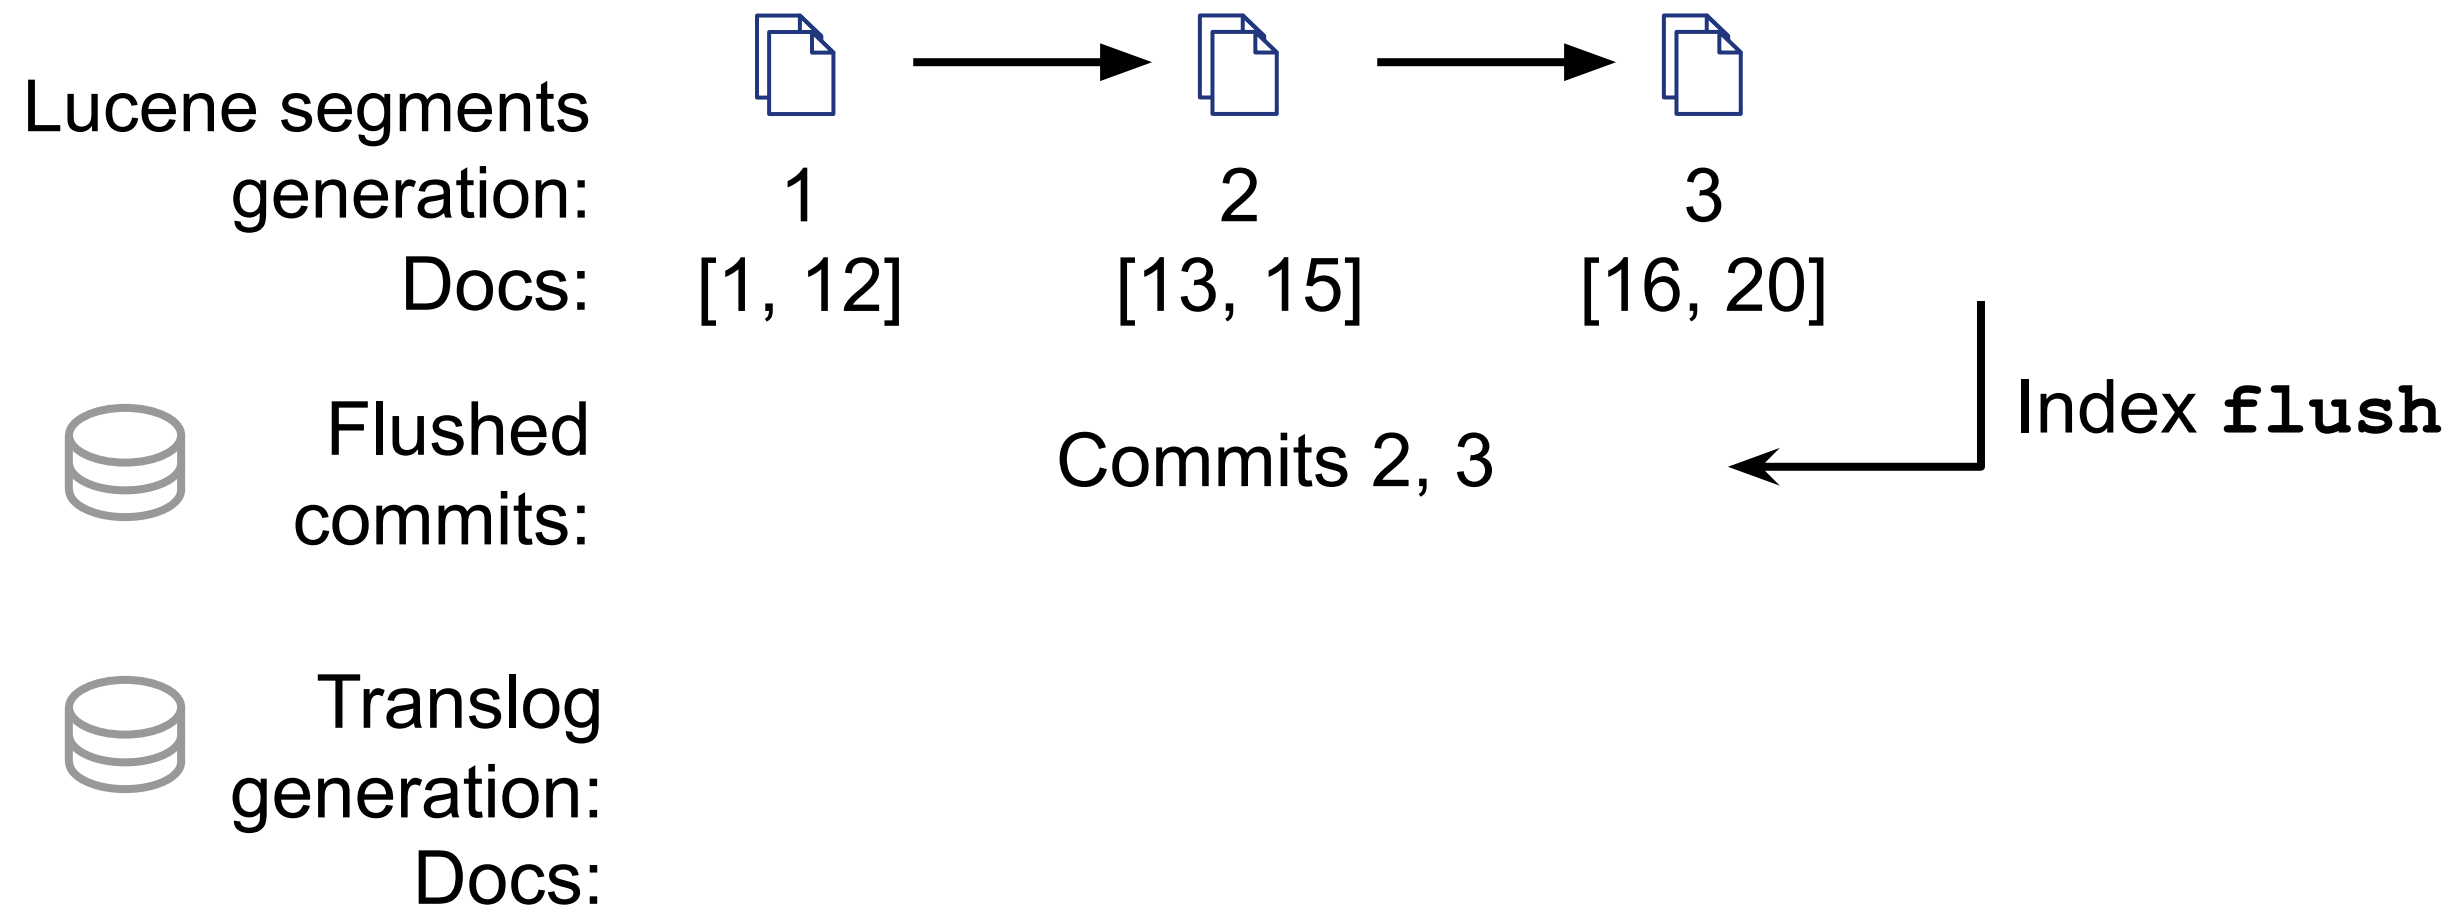 Lucene segments
generation: 1 2 3
Docs: [1, 12] [13, 15] [16, 20]
Index flush
Flushed
commits:
Commits 2, 3
Translog
generation:
Docs: